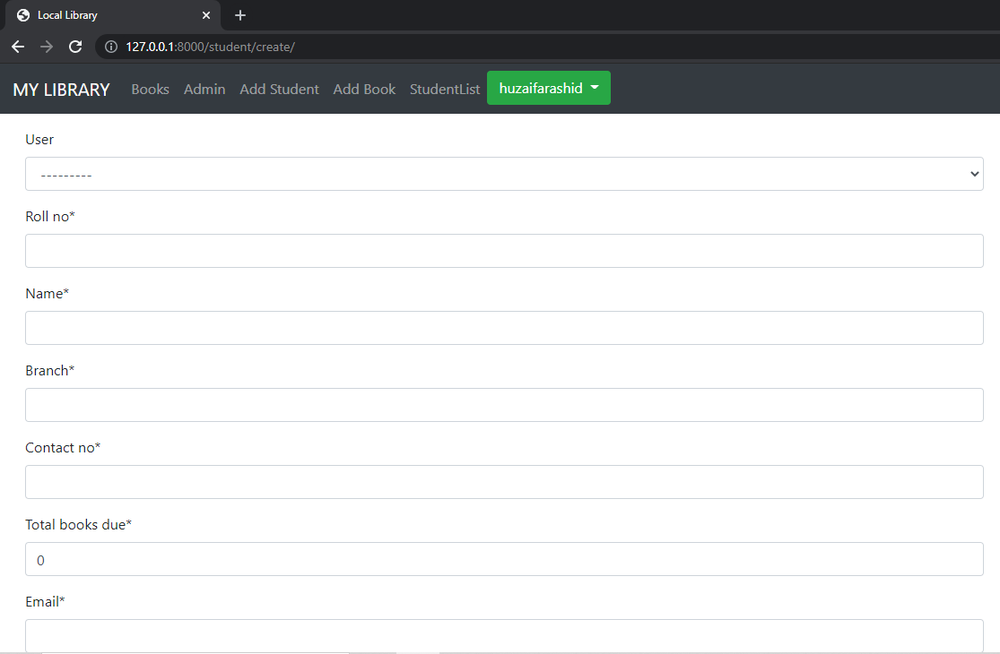 Local Library
127.0.0.1:8000/student/create/
MY LIBRARY Books Admin Add Student Add Book StudentList huzaifarashid
User
---------
Roll no*
Name*
Branch*
Contact no*
Total books due*
0
Email*